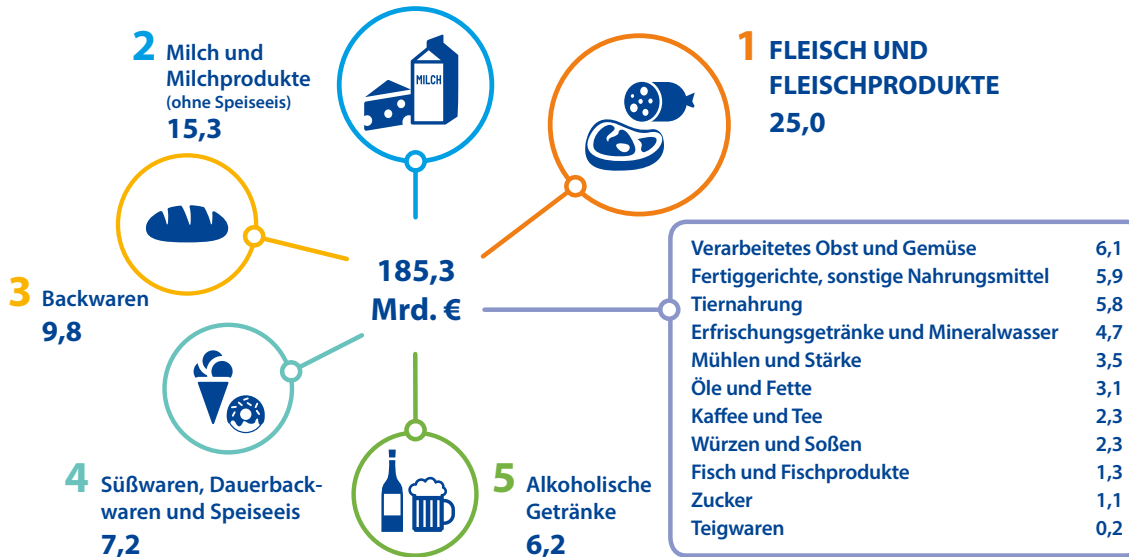 1 FLEISCH UND
FLEISCHPRODUKTE
25,0
2 Milch und
Milchprodukte
(ohne Speiseeis)
15,3
MILCH
3 Backwaren
9,8
4 Süßwaren, Dauerback-
waren und Speiseeis
7,2
5 Alkoholische
Getränke
6,2
185,3
Mrd. €
Verarbeitetes Obst und Gemüse 6,1
Fertiggerichte, sonstige Nahrungsmittel 5,9
Tiernahrung 5,8
Erfrischungsgetränke und Mineralwasser 4,7
Mühlen und Stärke 3,5
Öle und Fette 3,1
Kaffee und Tee 2,3
Würzen und Soßen 2,3
Fisch und Fischprodukte 1,3
Zucker 1,1
Teigwaren 0,2